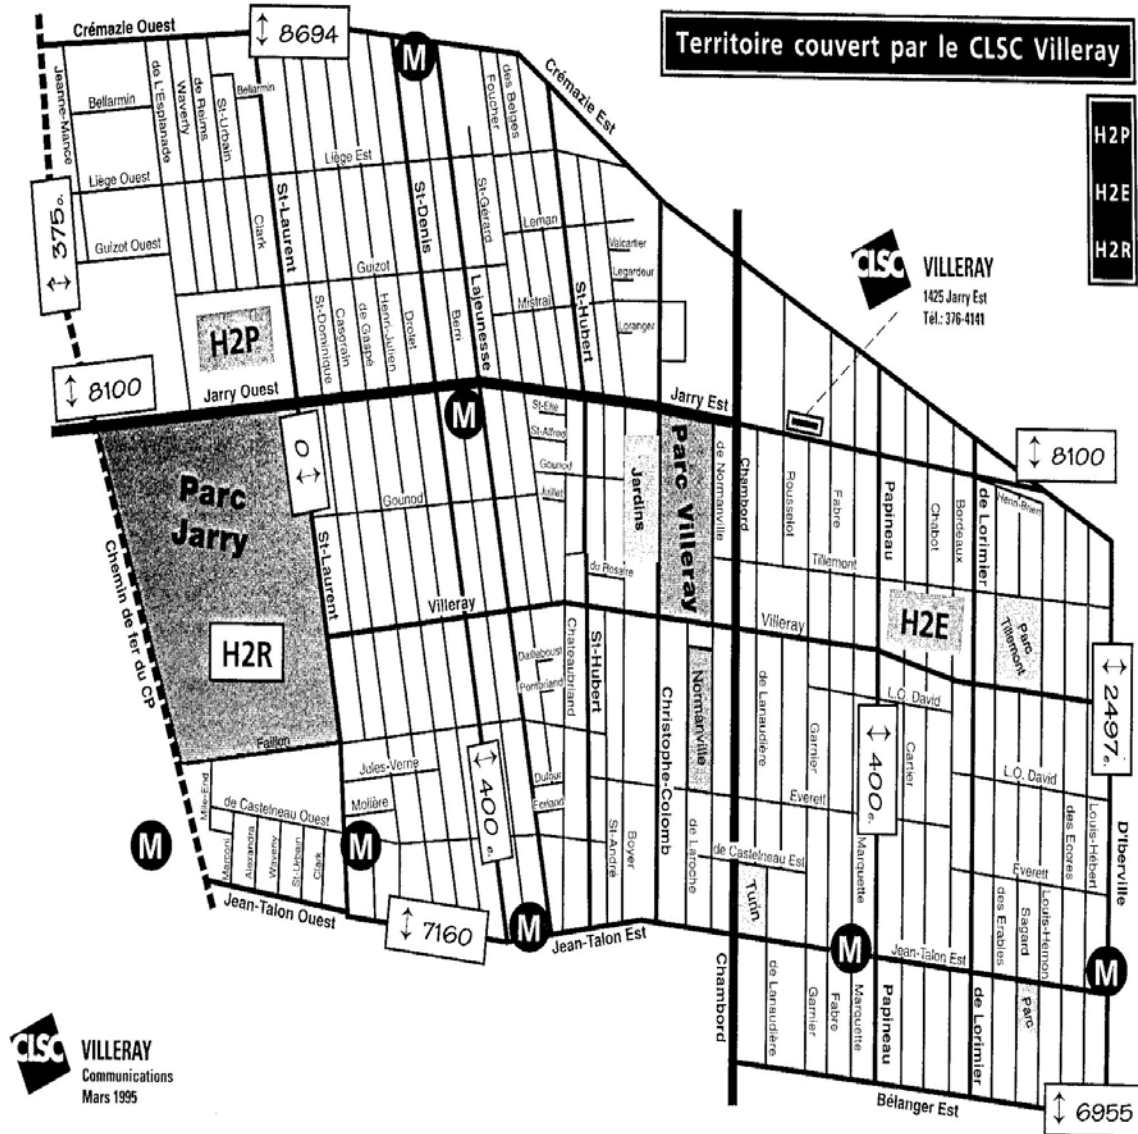 Territoire couvert par le CLSC Villeray
H2P
H2E
H2R
CLSC
VILLERAY
1425 Jarry Est
Tél.: 376-4141
Crémazie Ouest
8694
M
Crémazie Est
Jeanne-Mance
Bellarmin
de L'Esplanade
Waverly
de Reims
St-Urbain
Bellarmin
des Belges
Foucher
Liège Ouest
Liège Est
375 o.
Guizot Ouest
Clark
St-Laurent
Guizot
St-Denis
St-Gérard
Lajeunesse
Leman
Valcartier
Legardeur
Mistral
Loranger
St-Hubert
H2P
St-Dominique
Casgrain
de Gaspé
Henri-Julien
Drolet
Berri
8100
Jarry Ouest
Jarry Est
M
0
Parc
Jarry
H2R
Chemin de fer du CP
St-Laurent
Gounod
St-Alfred
Gounod
Juillet
Jardins
du Rosaire
Parc Villeray
de Normanville
Chambord
Rousselot
Fabre
Papineau
Chabot
Bordeaux
de Lorimier
8100
Tillemont
Villeray
Villeray
H2E
Parc
Tillemont
2497 e.
Chateaubriand
St-Hubert
Pontbriand
Christophe-Colomb
Normanville
de Lanaudière
Garnier
L.O. David
400 e.
Cartier
L.O. David
Faillon
Jules-Verne
Molière
400 e.
Dufour
Everett
Mile-End
de Castelneau Ouest
Marconi
Alexandra
Waverly
St-Urbain
Clark
M
M
St-André
Boyer
de Laroche
de Castelneau Est
Turin
Marquette
Everett
des Ecores
Louis-Hébert
D'Iberville
Jean-Talon Ouest
7160
M
Jean-Talon Est
M
Jean-Talon Est
des Erables
Sagard
Louis-Hémon
M
Chambord
de Lanaudière
Garnier
Fabre
Marquette
Papineau
de Lorimier
Parc
Bélanger Est
6955
CLSC
VILLERAY
Communications
Mars 1995